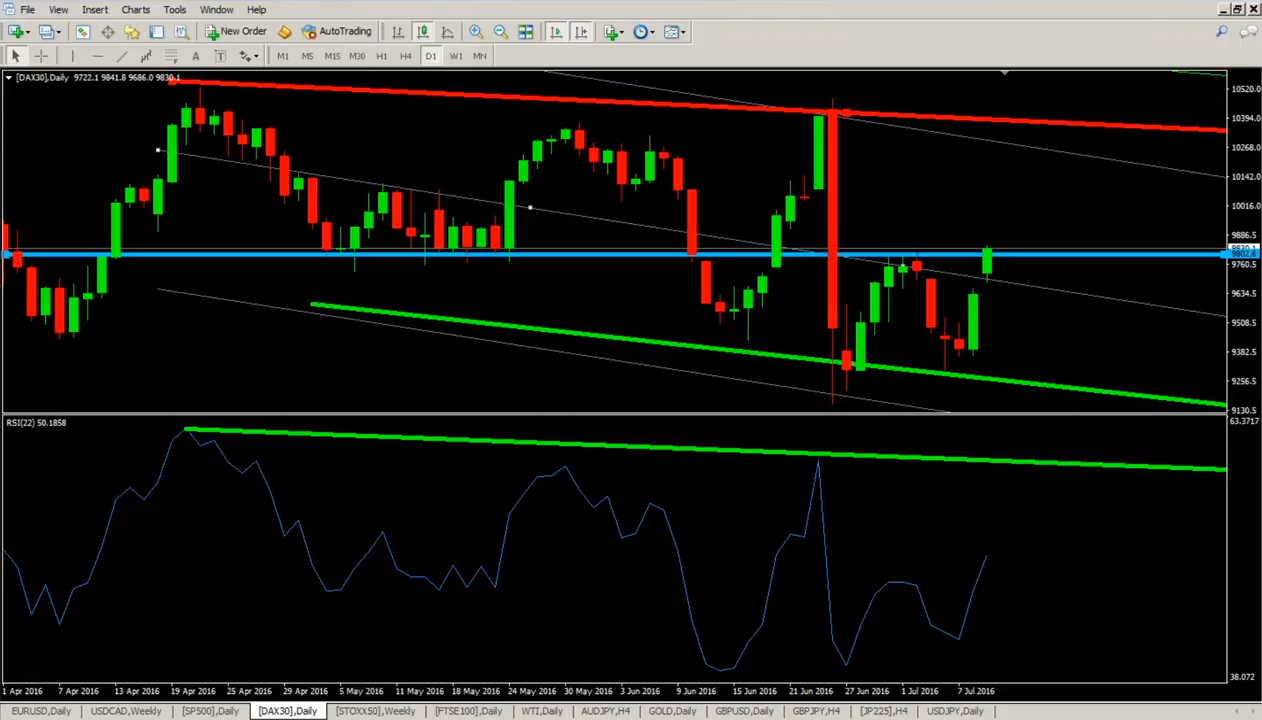 File View Insert Charts Tools Window Help
New Order AutoTrading
A T M1 M5 M15 M30 H1 H4 D1 W1 MN
[DAX30],Daily 9722.1 9841.8 9686.0 9830.1
10520.0
10394.0
10268.0
10142.0
10016.0
9886.5
9830.1
9802.6
9760.5
9634.5
9508.5
9382.5
9256.5
9130.5
RSI(22) 50.1858
63.3717
38.072
1 Apr 2016 7 Apr 2016 13 Apr 2016 19 Apr 2016 25 Apr 2016 29 Apr 2016 5 May 2016 11 May 2016 18 May 2016 24 May 2016 30 May 2016 3 Jun 2016 9 Jun 2016 15 Jun 2016 21 Jun 2016 27 Jun 2016 1 Jul 2016 7 Jul 2016
EURUSD,Daily USDCAD,Weekly [SP500],Daily [DAX30],Daily [STOXX50],Weekly [FTSE100],Daily WTI,Daily AUDJPY,H4 GOLD,Daily GBPUSD,Daily GBPJPY,H4 [JP225],H4 USDJPY,Daily